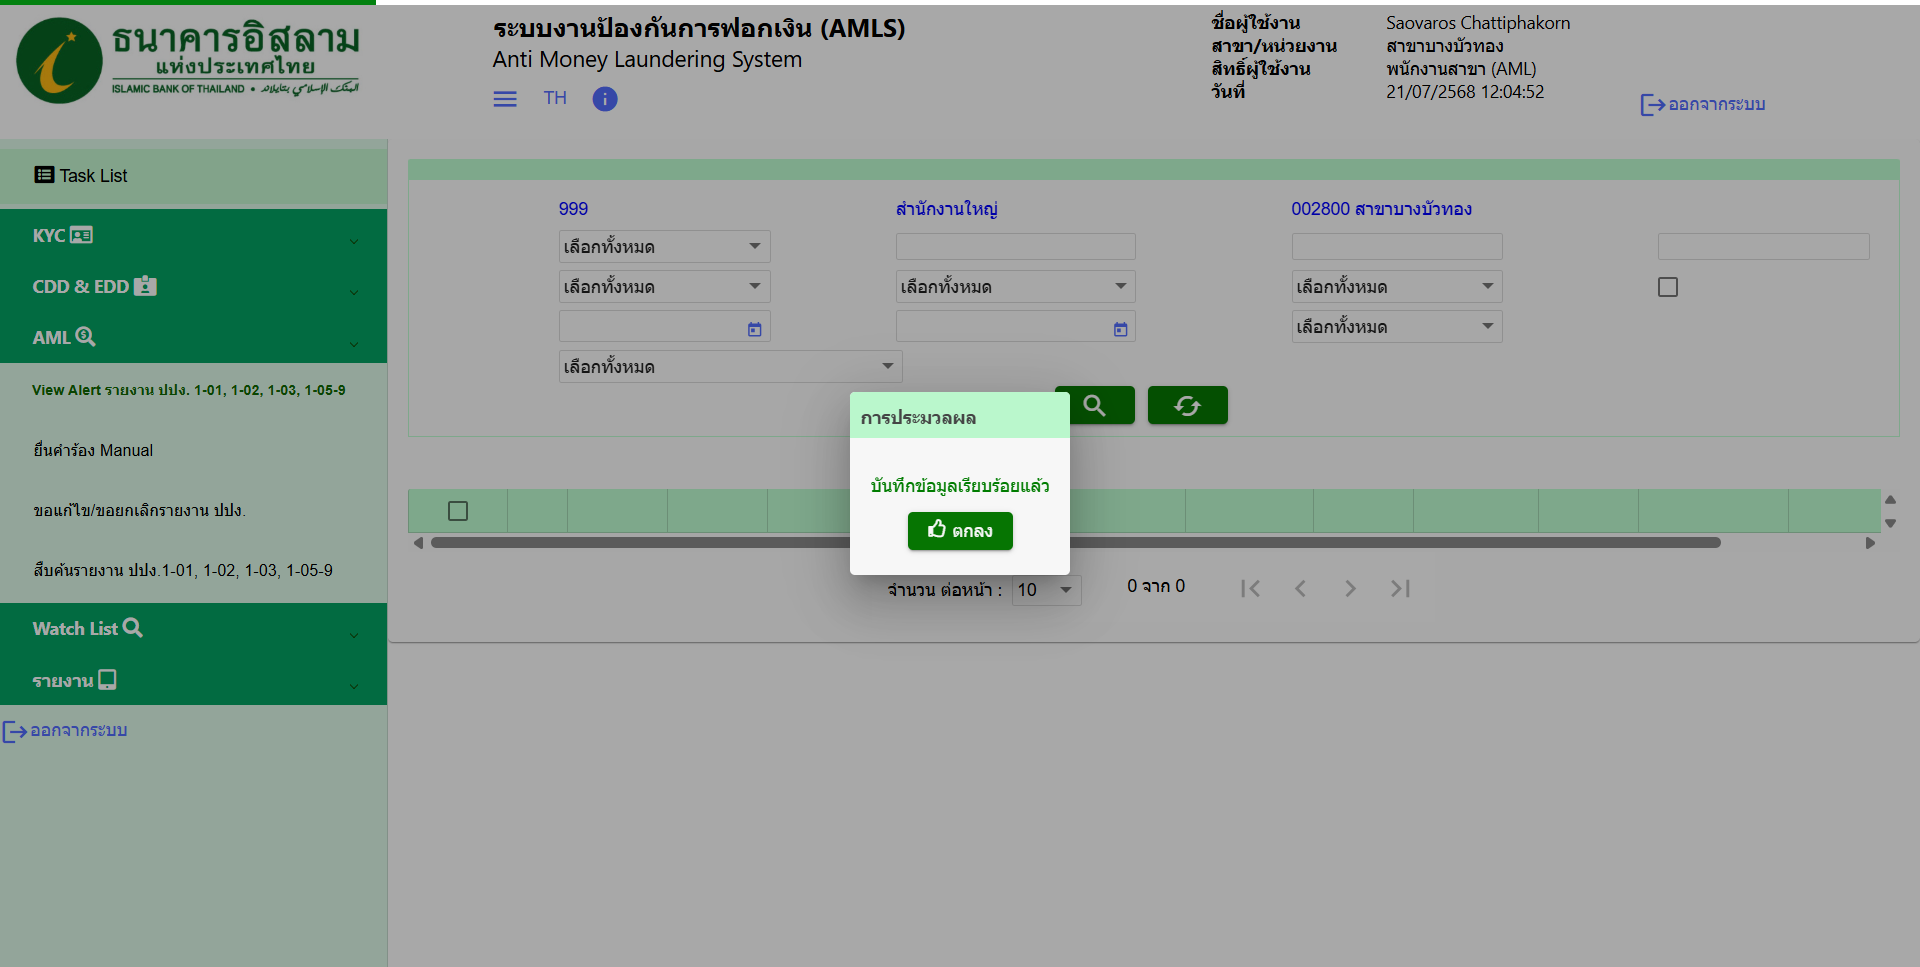 ธนาคารอิสลาม
แห่งประเทศไทย
ISLAMIC BANK OF THAILAND •
ระบบงานป้องกันการฟอกเงิน (AMLS)
Anti Money Laundering System
TH
ชื่อผู้ใช้งาน Saovaros Chattiphakorn
สาขา/หน่วยงาน สาขาบางบัวทอง
สิทธิ์ผู้ใช้งาน พนักงานสาขา (AML)
วันที่ 21/07/2568 12:04:52
ออกจากระบบ
Task List
KYC
CDD & EDD
AML
View Alert รายงาน ปปง. 1-01, 1-02, 1-03, 1-05-9
ยื่นคำร้อง Manual
ขอแก้ไข/ขอยกเลิกรายงาน ปปง.
สืบค้นรายงาน ปปง.1-01, 1-02, 1-03, 1-05-9
Watch List
รายงาน
ออกจากระบบ
999 สำนักงานใหญ่ 002800 สาขาบางบัวทอง
เลือกทั้งหมด
เลือกทั้งหมด เลือกทั้งหมด เลือกทั้งหมด
เลือกทั้งหมด
เลือกทั้งหมด
การประมวลผล
บันทึกข้อมูลเรียบร้อยแล้ว
ตกลง
จำนวน ต่อหน้า : 10 0 จาก 0